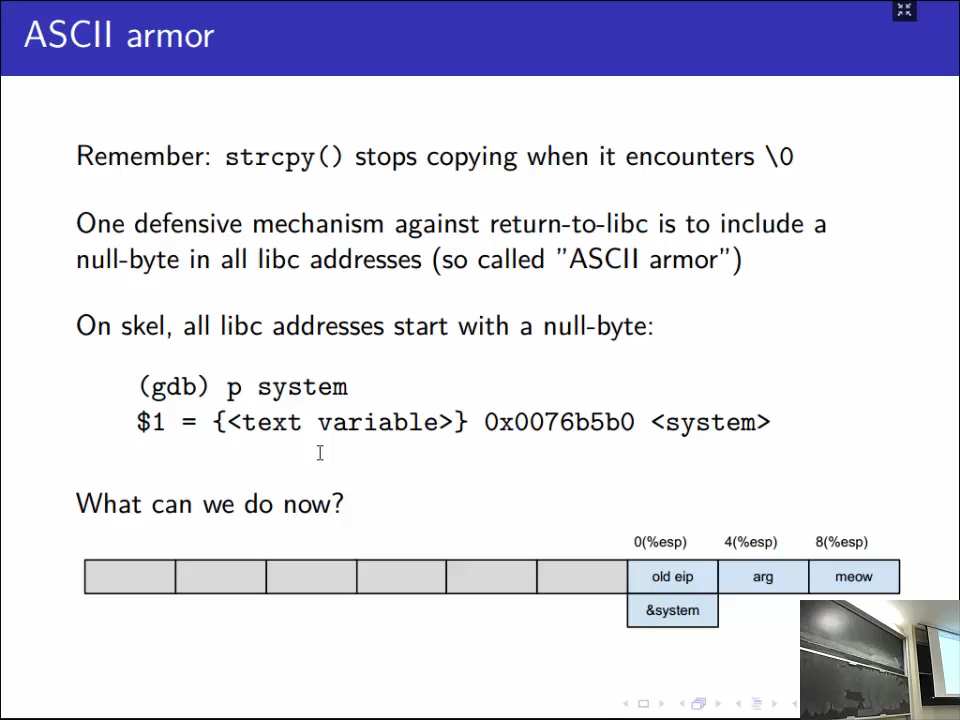 ASCII armor
Remember: strcpy() stops copying when it encounters \0
One defensive mechanism against return-to-libc is to include a
null-byte in all libc addresses (so called ”ASCII armor”)
On skel, all libc addresses start with a null-byte:
(gdb) p system
$1 = {<text variable>} 0x0076b5b0 <system>
What can we do now?
0(%esp) 4(%esp) 8(%esp)
old eip arg meow
&system